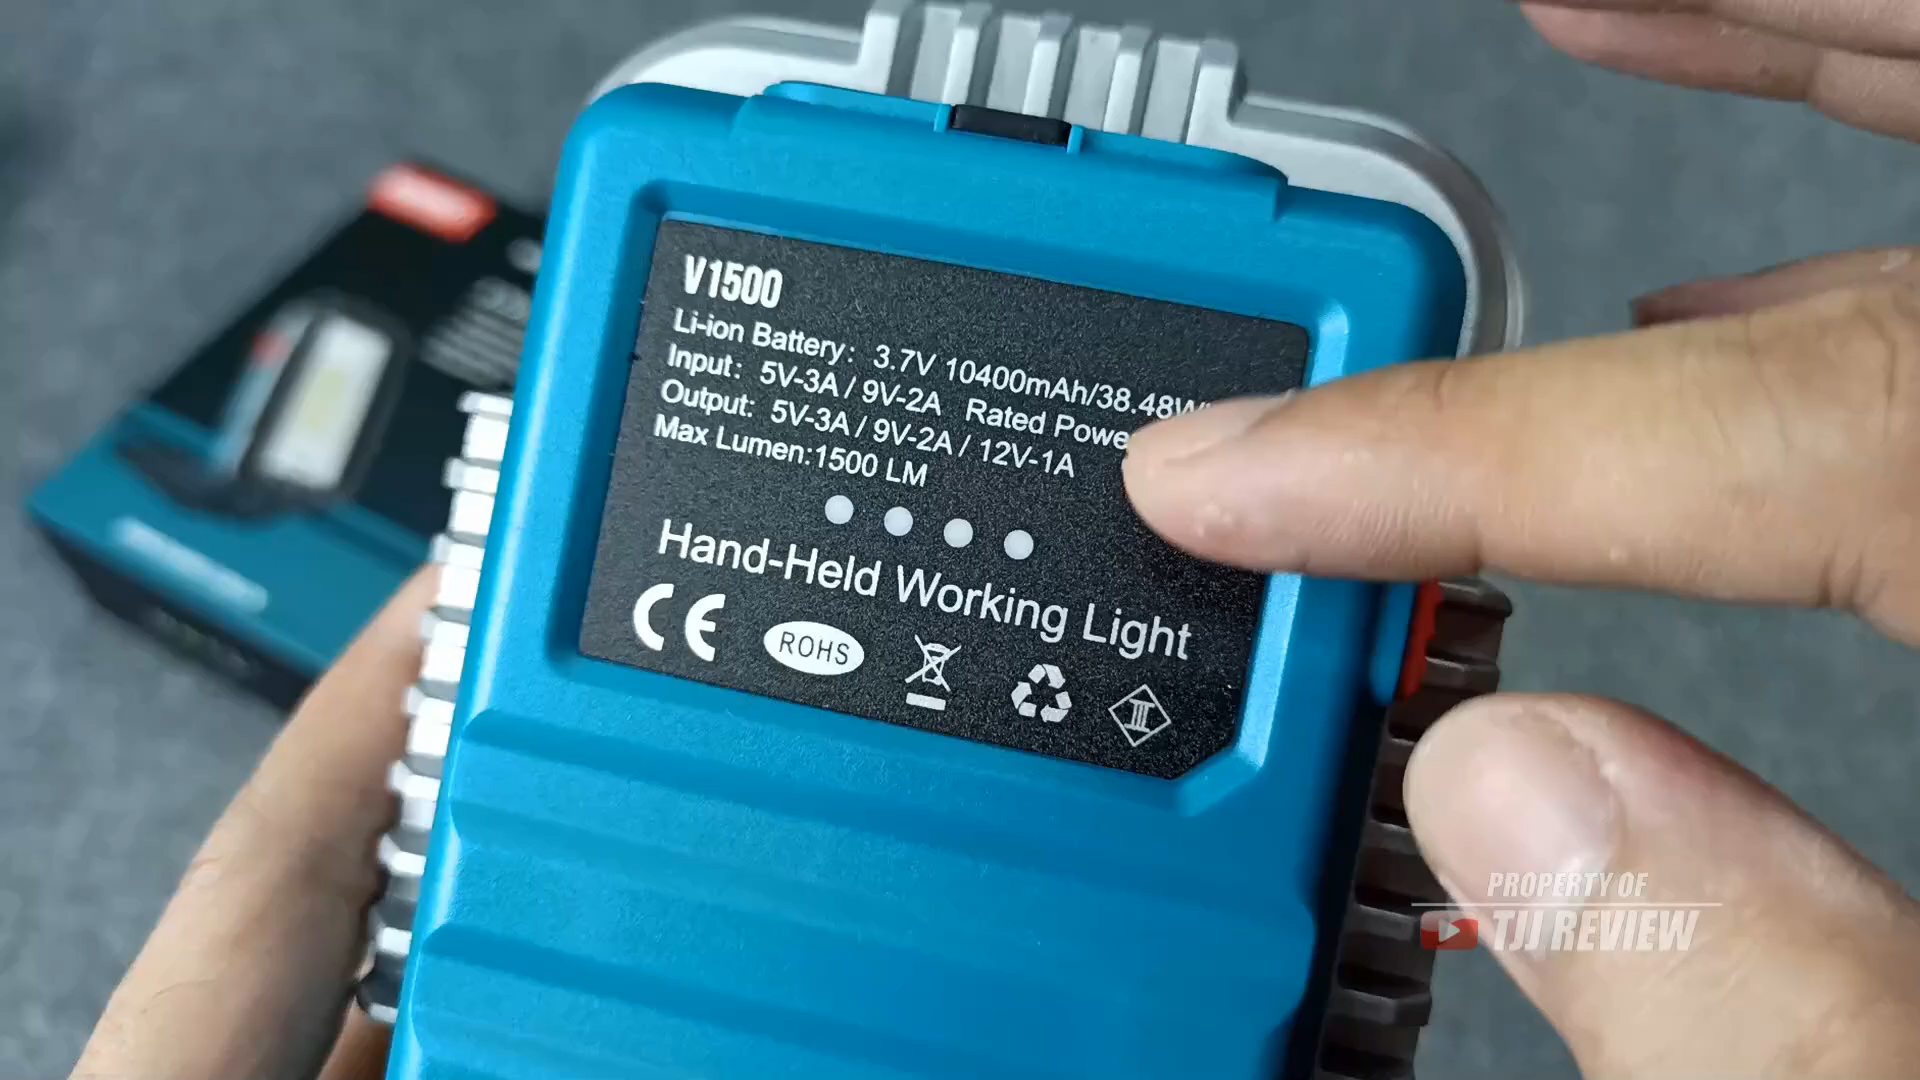 V1500
Li-ion Battery: 3.7V 10400mAh/38.48W
Input: 5V-3A / 9V-2A Rated Powe
Output: 5V-3A / 9V-2A / 12V-1A
Max Lumen:1500 LM
Hand-Held Working Light
CE ROHS III
PROPERTY OF
TJJ REVIEW